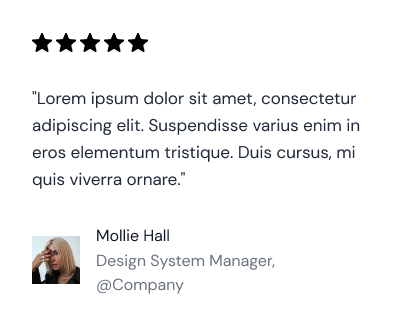 "Lorem ipsum dolor sit amet, consectetur
adipiscing elit. Suspendisse varius enim in
eros elementum tristique. Duis cursus, mi
quis viverra ornare."
Mollie Hall
Design System Manager,
@Company